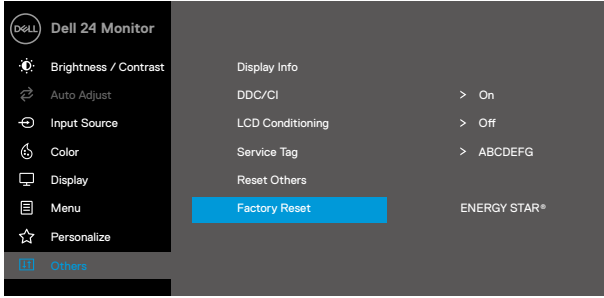 DELL Dell 24 Monitor
Brightness / Contrast
Auto Adjust
Input Source
Color
Display
Menu
Personalize
Others
Display Info
DDC/CI > On
LCD Conditioning > Off
Service Tag > ABCDEFG
Reset Others
Factory Reset ENERGY STAR®